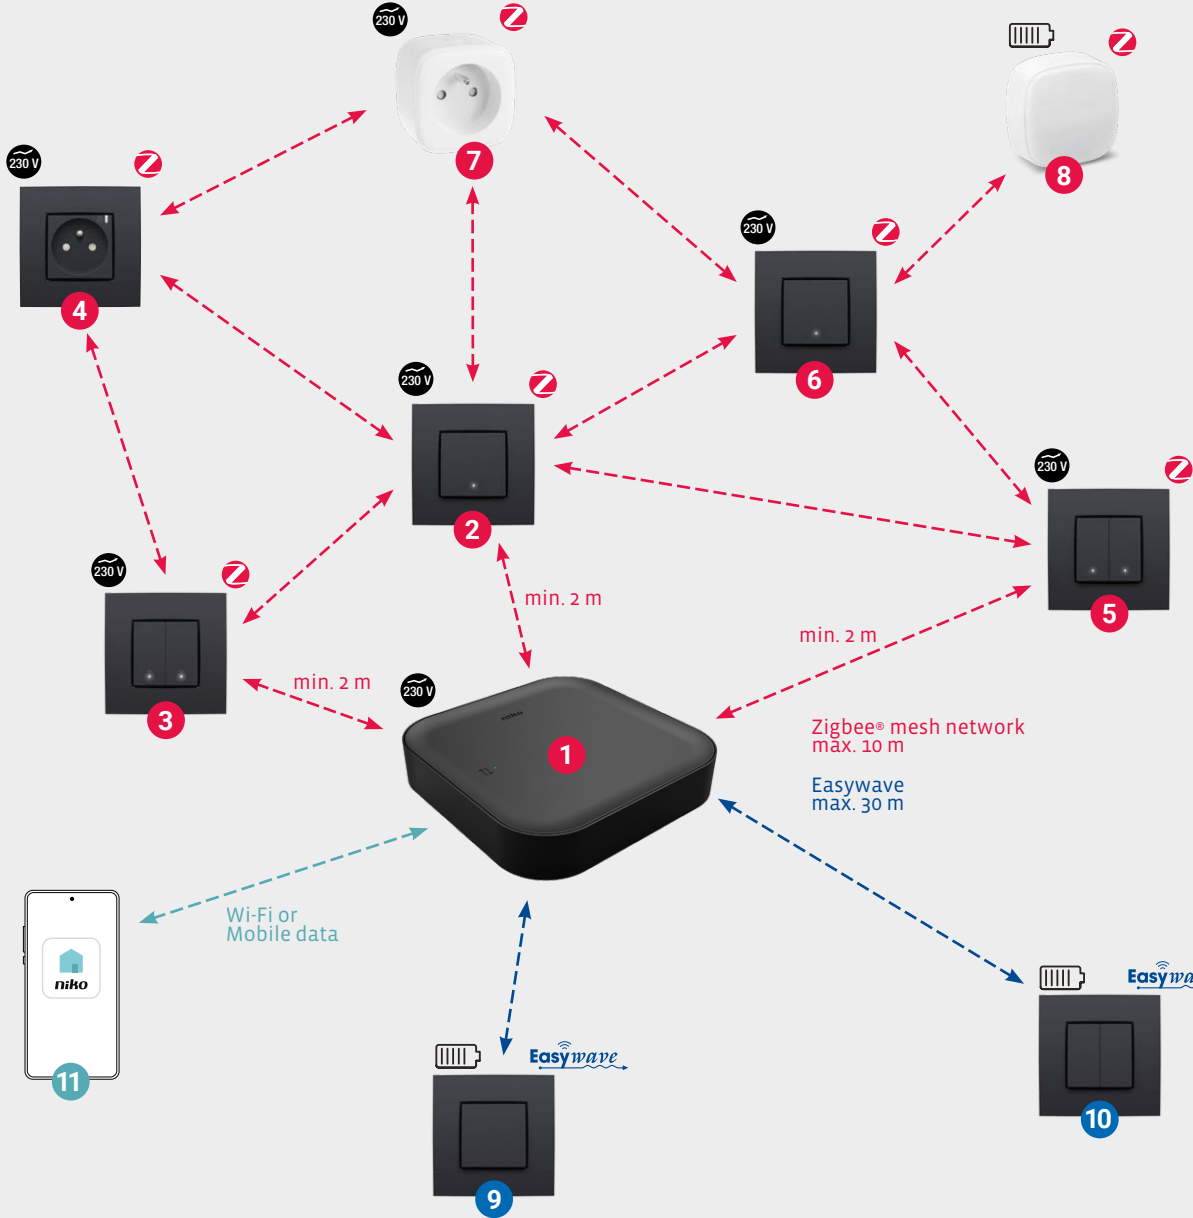 230 V
7
230 V
4
8
230 V
6
230 V
2
230 V
5
230 V
3
min. 2 m
min. 2 m
min. 2 m
230 V
niko
1
Zigbee® mesh network
max. 10 m
Easywave
max. 30 m
Wi-Fi or
Mobile data
niko
11
Easywave
9
Easywa
10